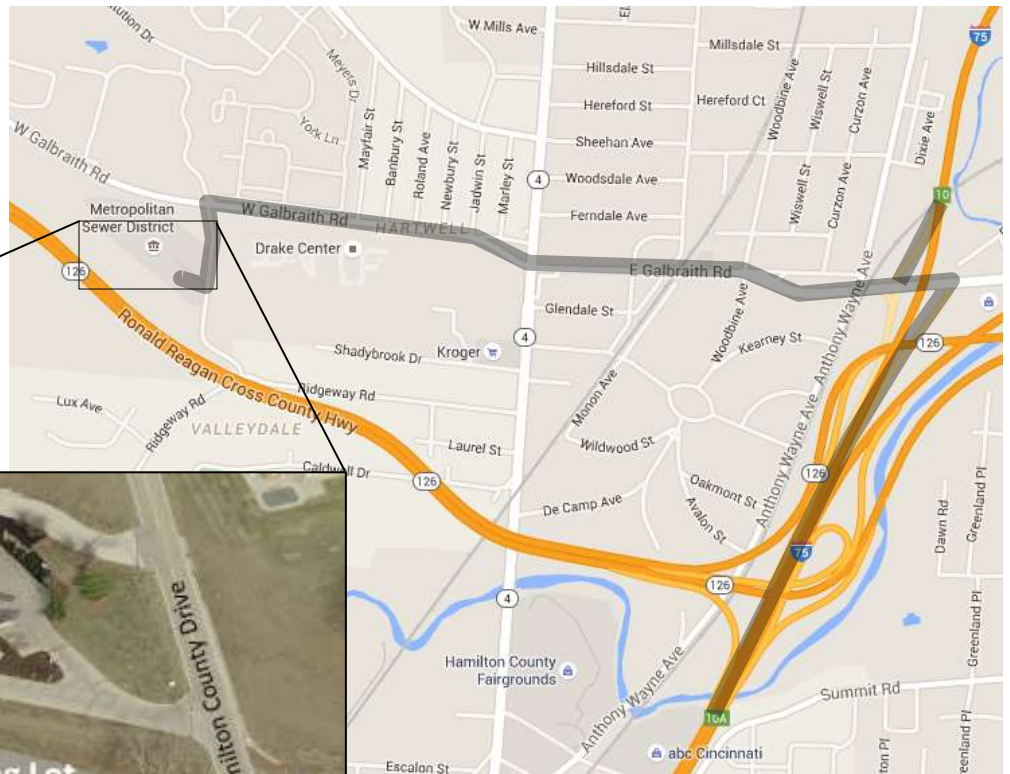 W Mills Ave
Millsdale St
75
Hillsdale St
Meyers Dr
Hereford St
Hereford Ct
Woodbine Ave
Wiswell St
Curzon Ave
York Ln
Mayfair St
Banbury St
Roland Ave
Newbury St
Jadwin St
Marley St
Sheehan Ave
Dixie Ave
W Galbraith Rd
4
Woodsdale Ave
10
Metropolitan
Sewer District
W Galbraith Rd
HARTWELL
Ferndale Ave
Wiswell St
Curzon Ave
Drake Center
126
E Galbraith Rd
Glendale St
Woodbine Ave
Anthony Wayne Ave
Anthony Wayne Ave
Kearney St
126
4
Kroger
Ronald Reagan Cross County Hwy
Shadybrook Dr
Monon Ave
Ridgeway Rd
Lux Ave
Ridgeway Rd
VALLEYDALE
Laurel St
Wildwood St
Caldwell Dr
126
126
Oakmont St
De Camp Ave
Avalon St
Dawn Rd
Greenland Pl
75
126
4
Greenland Pl
Hamilton County
Fairgrounds
Anthony Wayne Ave
10A
Summit Rd
abc Cincinnati
Escalon St
County Drive